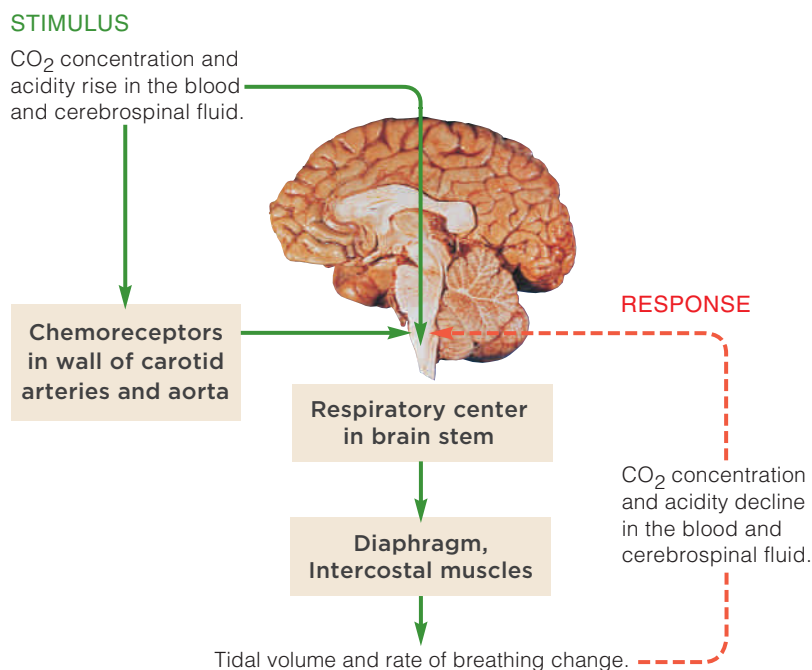 STIMULUS
CO₂ concentration and
acidity rise in the blood
and cerebrospinal fluid.
Chemoreceptors
in wall of carotid
arteries and aorta
Respiratory center
in brain stem
Diaphragm,
Intercostal muscles
Tidal volume and rate of breathing change.
RESPONSE
CO₂ concentration
and acidity decline
in the blood and
cerebrospinal fluid.